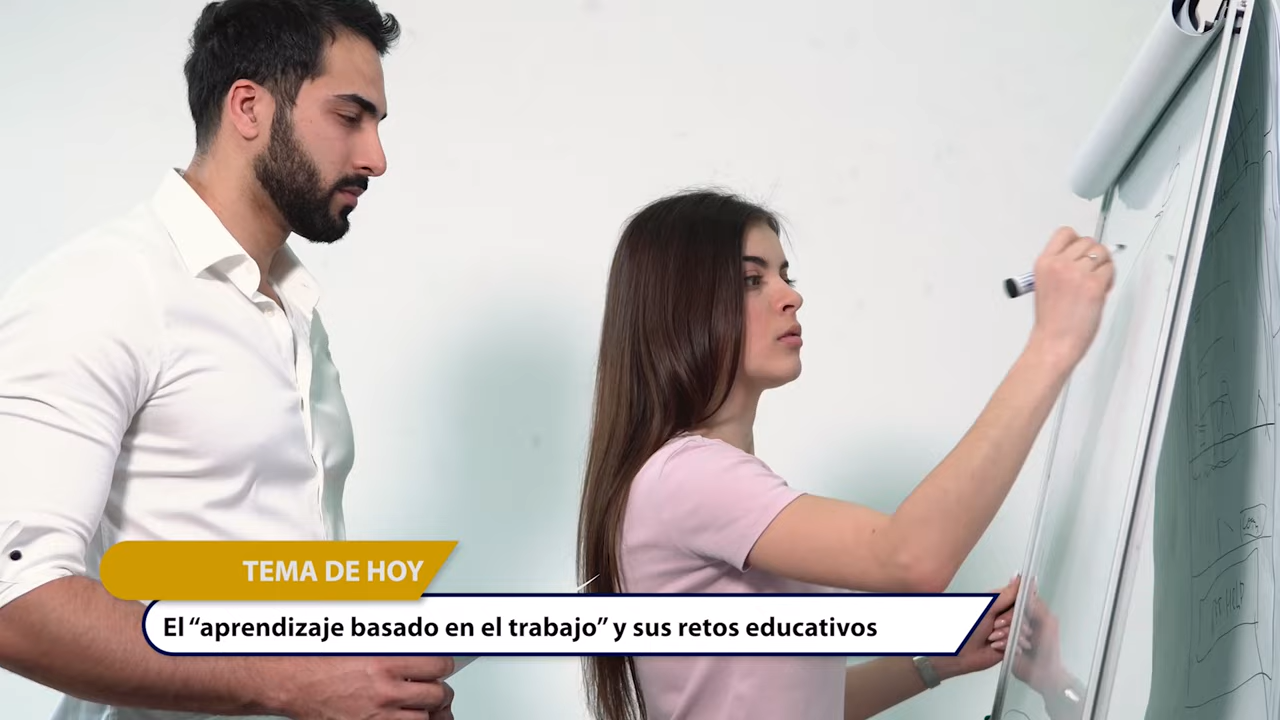 TEMA DE HOY
El “aprendizaje basado en el trabajo” y sus retos educativos